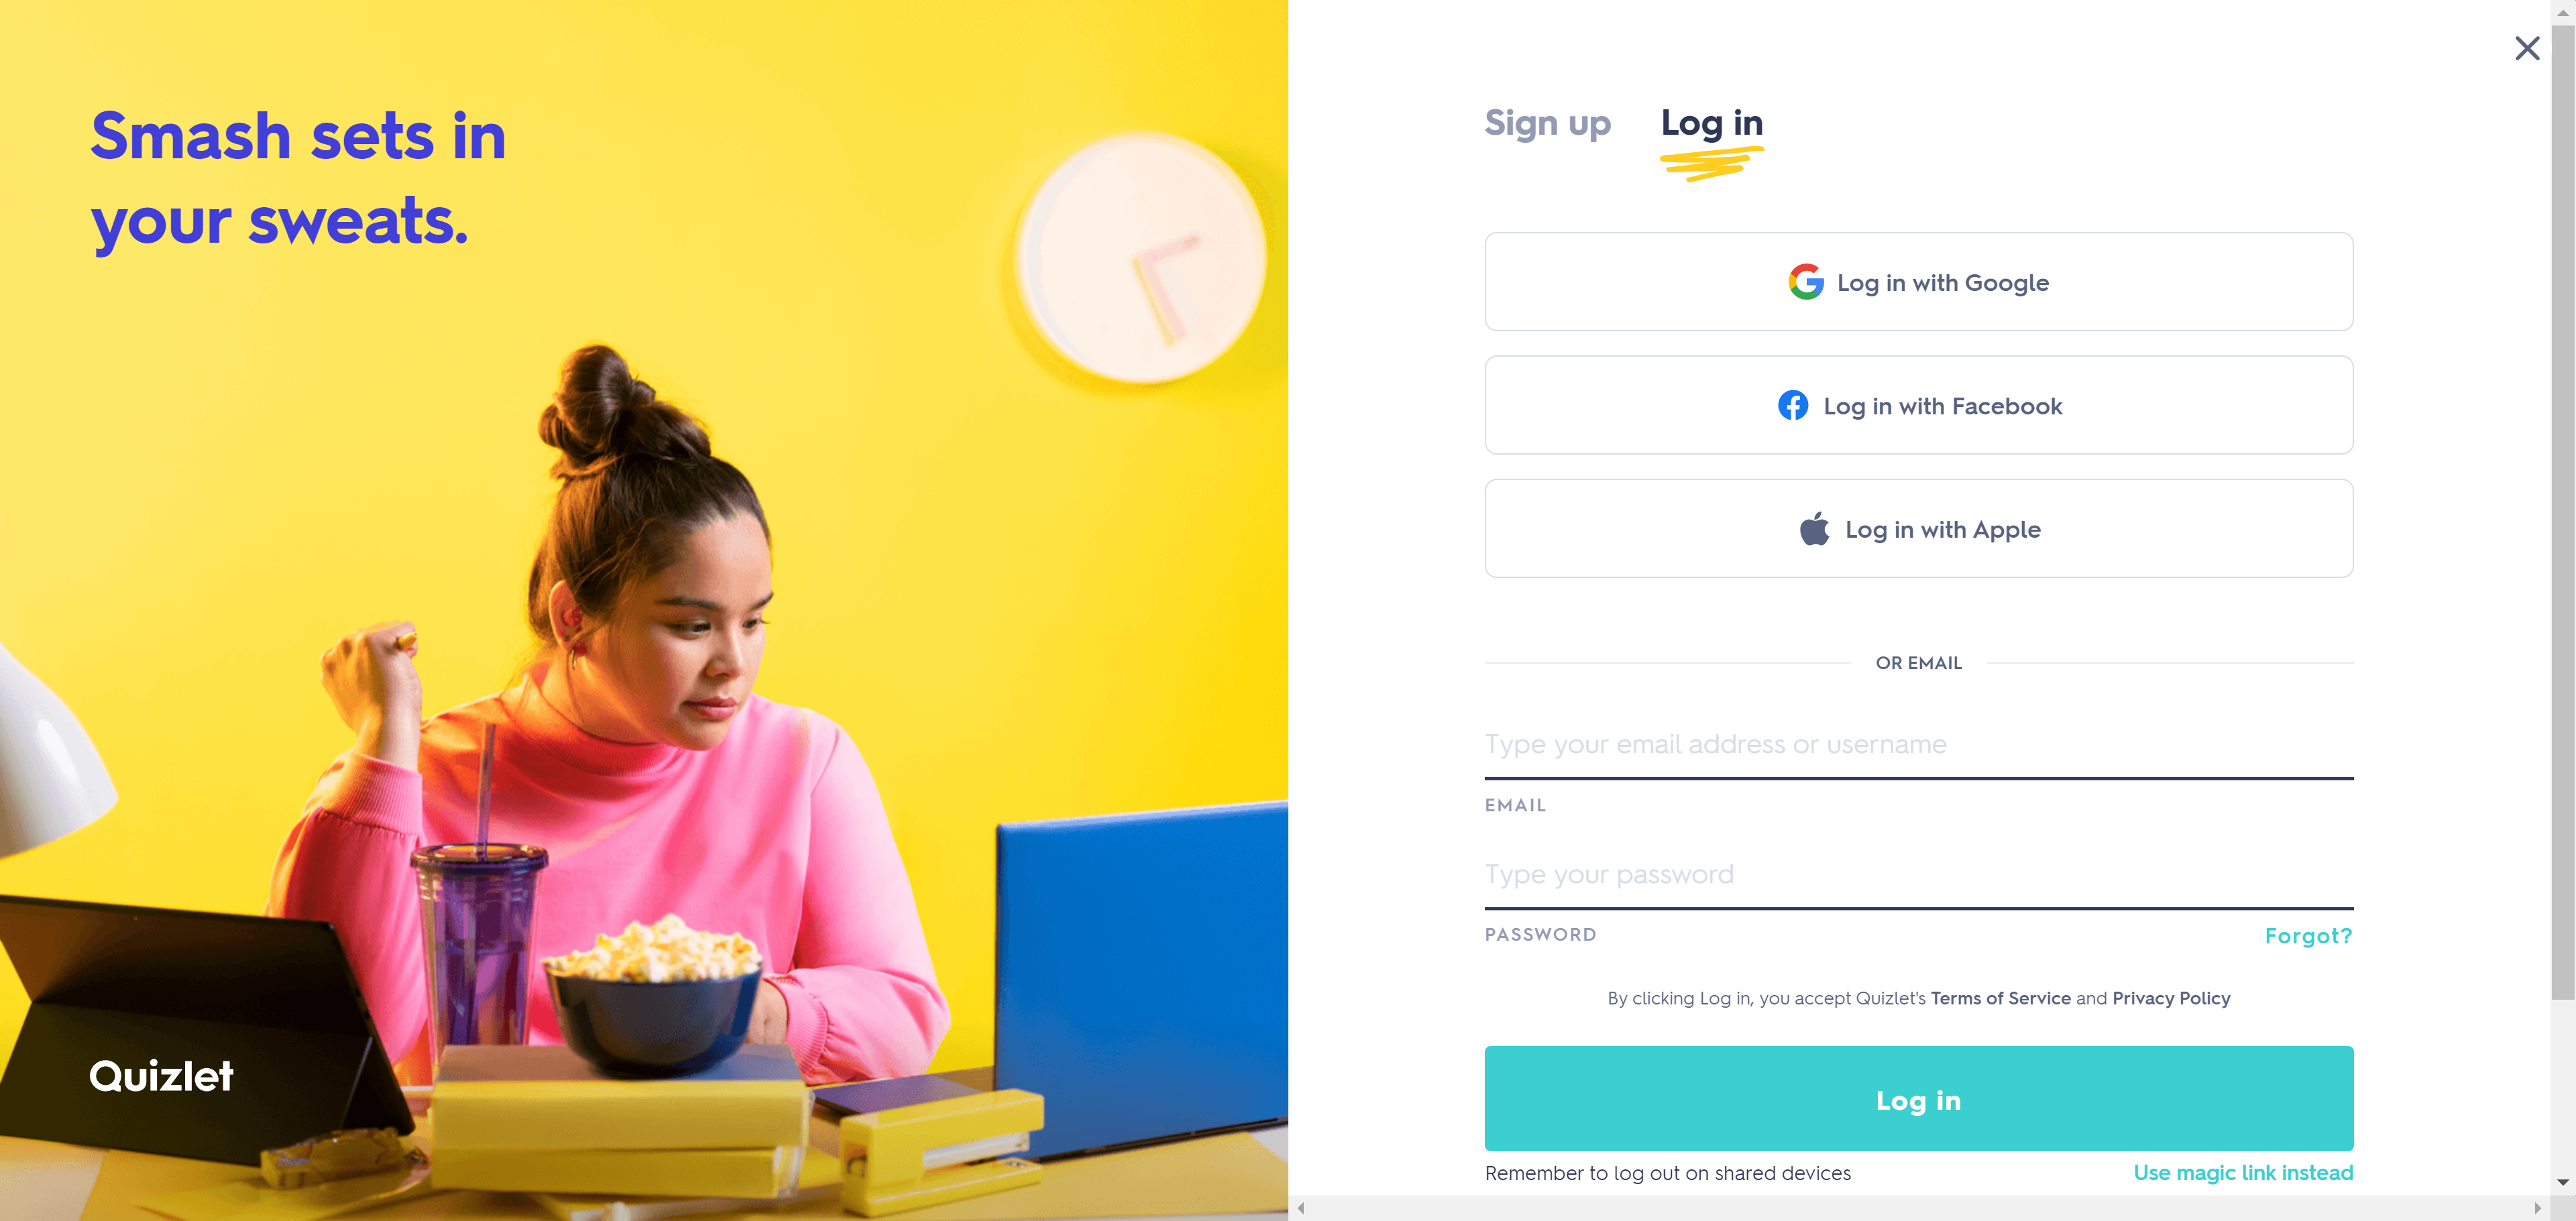 Smash sets in
your sweats.
Quizlet
Sign up
Log in
Log in with Google
Log in with Facebook
Log in with Apple
OR EMAIL
Type your email address or username
EMAIL
Type your password
PASSWORD
Forgot?
By clicking Log in, you accept Quizlet's Terms of Service and Privacy Policy
Log in
Remember to log out on shared devices
Use magic link instead